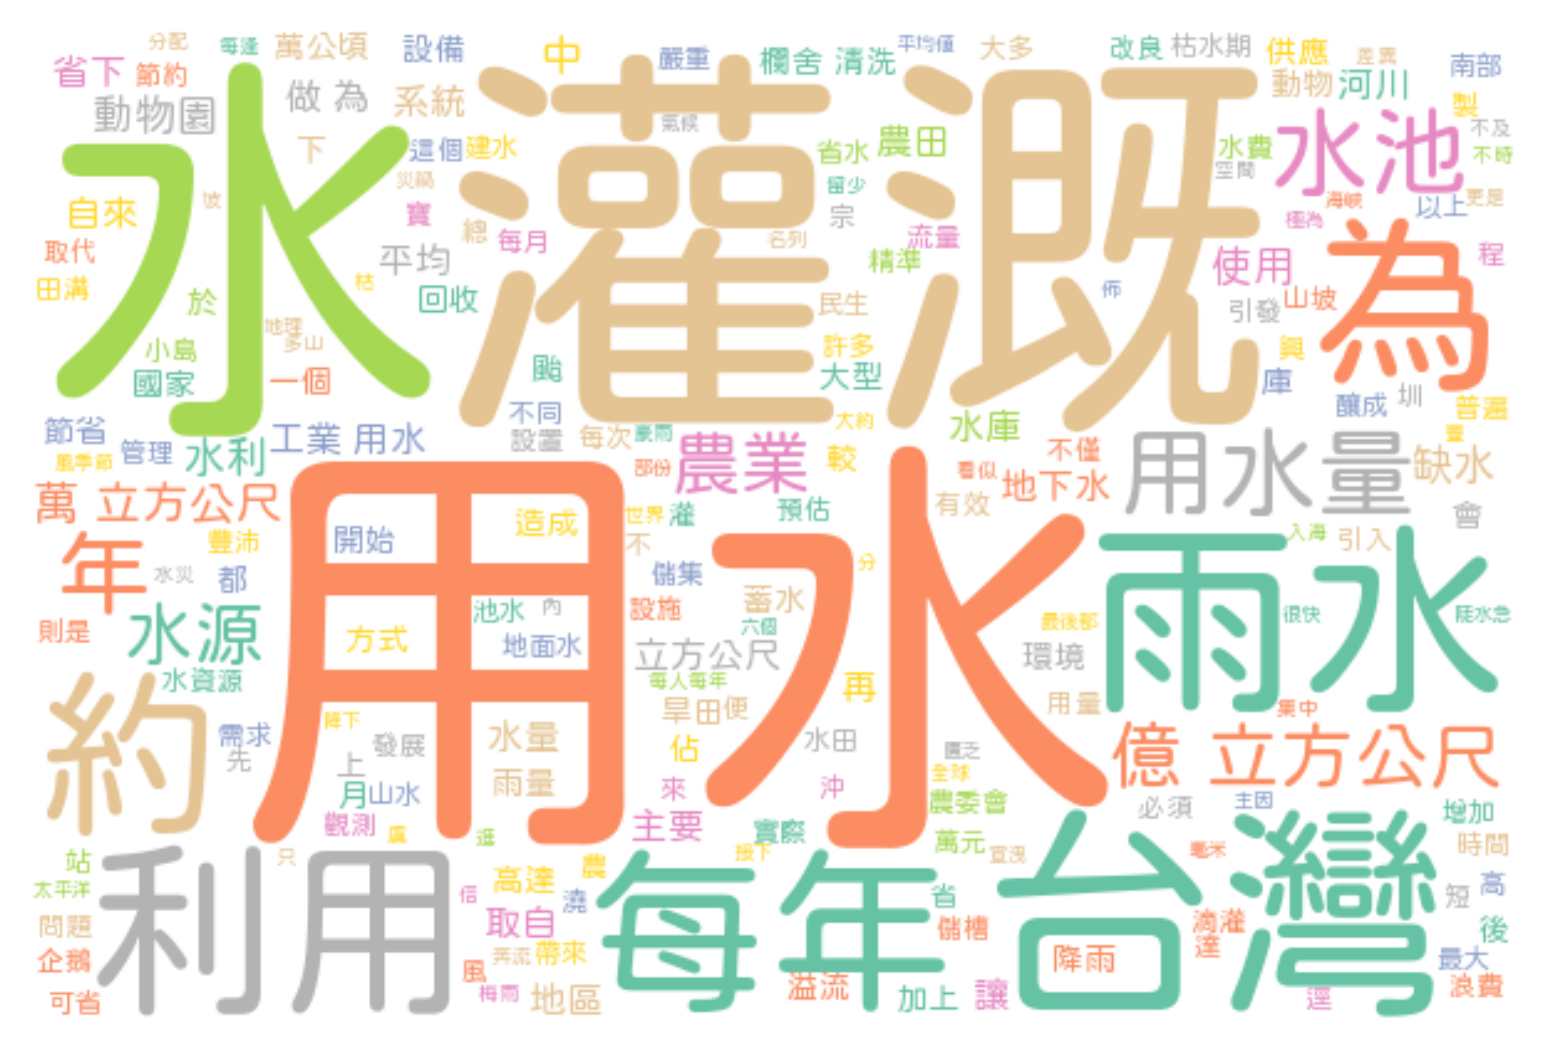 分配 每逢 萬公頃 設備 中 嚴重 欄舍 清洗 平均值 大多 改良 枯水期 供應 差異 南部
省下 節約 動物 河川 製
動物園 做 為 系統 氣候 不及
水 灌溉 水池
下 這個 建水 省水 農田 水費 不時
災禍 空間
自來 坡 寶 總 留少 宗 海峽 以上 更是
取代 每月 名列 流量 極為 為
平均 精準 使用 程
田溝 於 枯 回收 民生 佈 引發 山坡
地理 多山
小島 颱 許多 興
國家 一個 大型 庫
不同 大約 釀成 圳 普遍
節省 管理 水利 工業 用水 設置 每次 豪雨 水庫 豐
風季節 部份 農業 較 看似 不僅 用水量 缺水
萬 立方公尺 地下水
開始 造成 世界 灌 預估 有效 會
年 豐沛 不 入海 引入
用水 雨水
水災 都 儲集 分
水源 池水 內 設施 蓄水 很快
則是 方式 地面水 六個 最後都 陡水急
水資源 立方公尺 環境
每人每年 再
約 降下 旱田 便 用量 集中
需求 先 發展 水量 佔 水田 匱乏 億 立方公尺
上 雨量 全球
月 山水 來 沖 農委會 必須 主因 增加
觀測 虞 逛 主要 實際 萬元 宣洩 毫米 時間
站 只 農 接下
利用 每年 台灣
太平洋 信 高達 澆 省 短 高
問題 取自 儲槽 滴灌 後
企鵝 奔流 帶來 降雨 達 最大
風 溢流 浪費
可省 梅雨 地區 加上 讓 逕